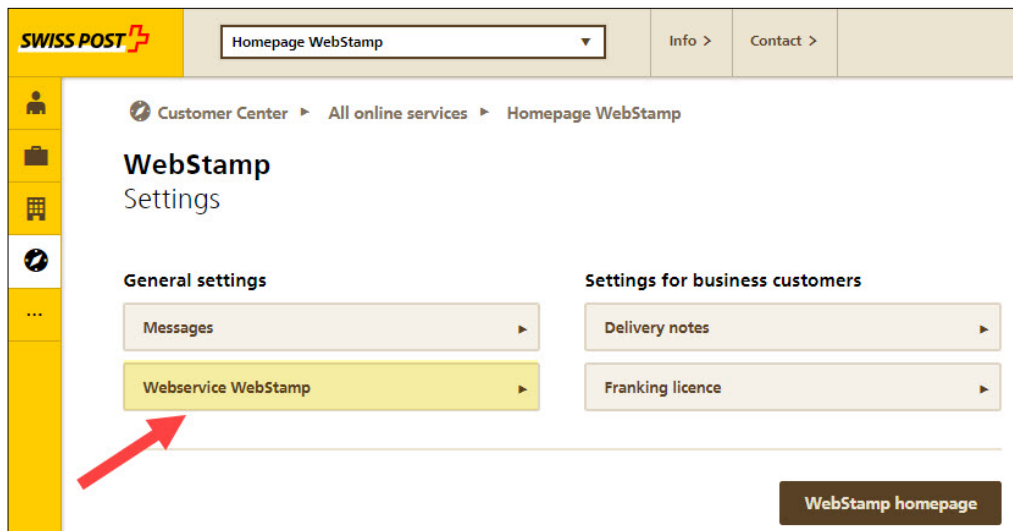 SWISS POST
Homepage WebStamp
Info >
Contact >
Customer Center ► All online services ► Homepage WebStamp
WebStamp
Settings
General settings
Settings for business customers
Messages
Delivery notes
Webservice WebStamp
Franking licence
WebStamp homepage